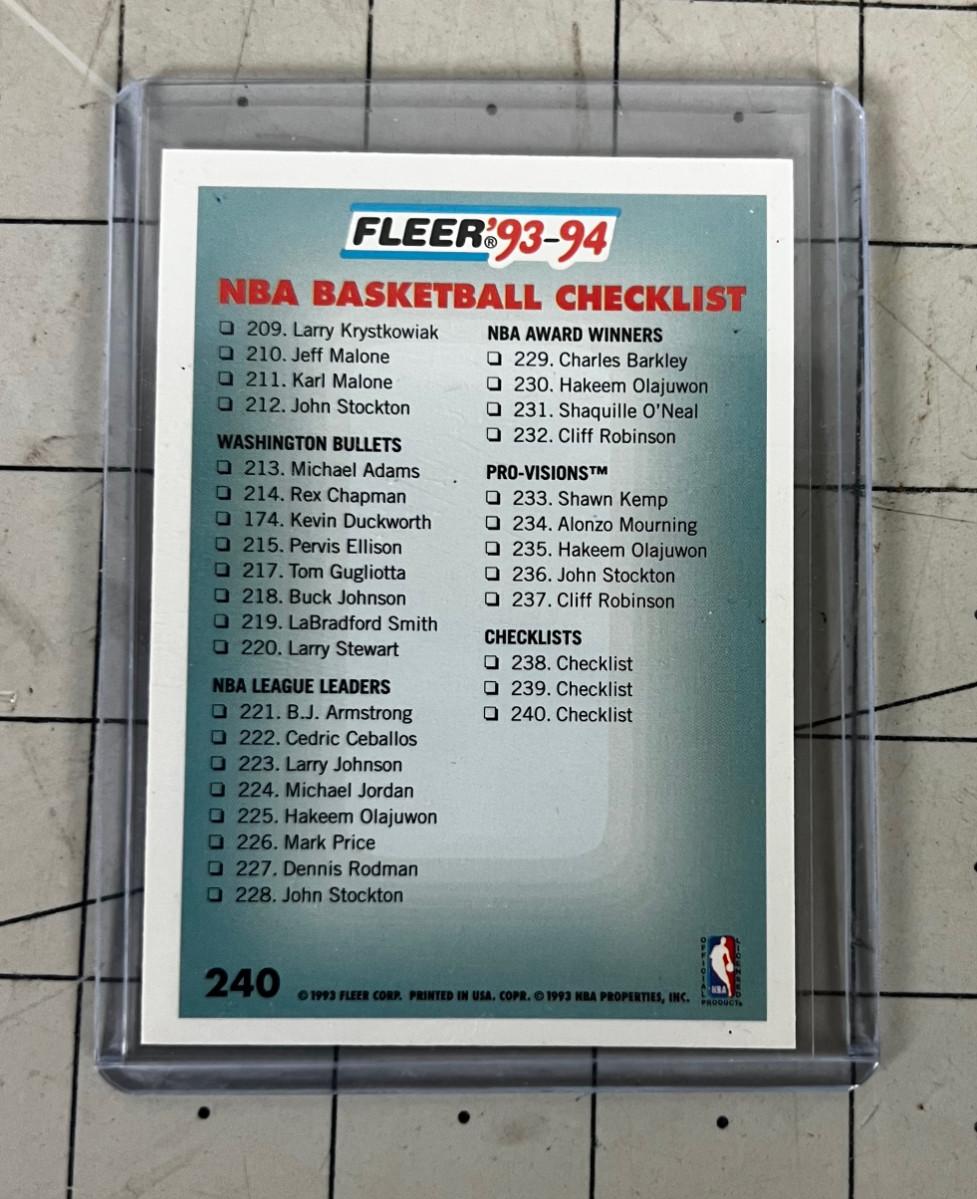 FLEER® '93-94
NBA BASKETBALL CHECKLIST
209. Larry Krystkowiak
210. Jeff Malone
211. Karl Malone
212. John Stockton
WASHINGTON BULLETS
213. Michael Adams
214. Rex Chapman
174. Kevin Duckworth
215. Pervis Ellison
217. Tom Gugliotta
218. Buck Johnson
219. LaBradford Smith
220. Larry Stewart
NBA LEAGUE LEADERS
221. B.J. Armstrong
222. Cedric Ceballos
223. Larry Johnson
224. Michael Jordan
225. Hakeem Olajuwon
226. Mark Price
227. Dennis Rodman
228. John Stockton
NBA AWARD WINNERS
229. Charles Barkley
230. Hakeem Olajuwon
231. Shaquille O'Neal
232. Cliff Robinson
PRO-VISIONS™
233. Shawn Kemp
234. Alonzo Mourning
235. Hakeem Olajuwon
236. John Stockton
237. Cliff Robinson
CHECKLISTS
238. Checklist
239. Checklist
240. Checklist
240
© 1993 FLEER CORP. PRINTED IN USA. COPR. © 1993 NBA PROPERTIES, INC.
OFFICIAL LICENSED
NBA
PRODUCT